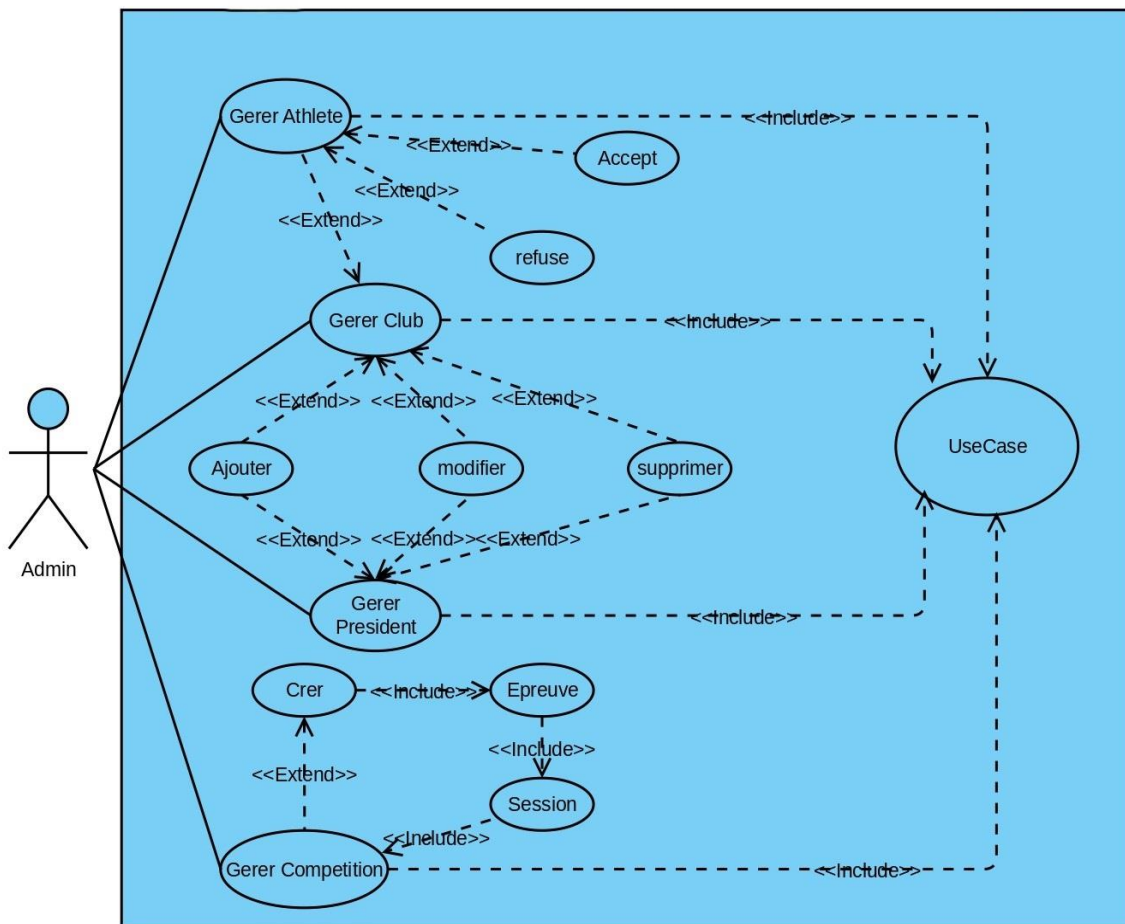 Gerer Athlete
<<Include>>
<<Extend>>
Accept
<<Extend>>
<<Extend>>
refuse
Gerer Club
<<Include>>
<<Extend>>
<<Extend>>
<<Extend>>
UseCase
Ajouter
modifier
supprimer
Admin
<<Extend>>
<<Extend>>
<<Extend>>
Gerer
President
<<Include>>
Crer
<<Include>>
Epreuve
<<Include>>
<<Extend>>
Session
<<Include>>
Gerer Competition
<<Include>>